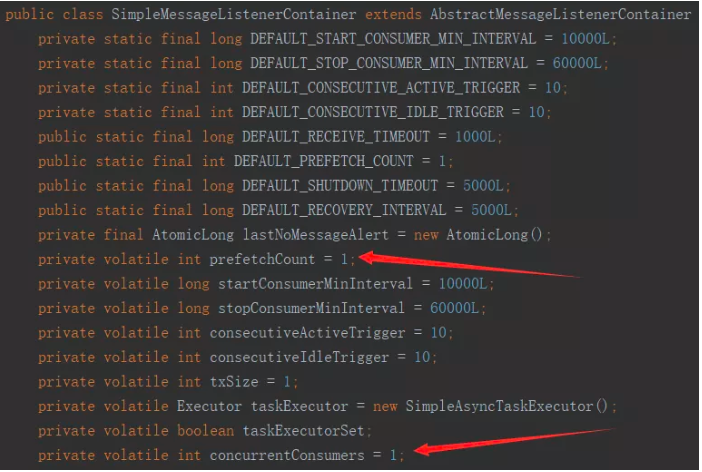 public class SimpleMessageListenerContainer extends AbstractMessageListenerContainer
private static final long DEFAULT_START_CONSUMER_MIN_INTERVAL = 10000L;
private static final long DEFAULT_STOP_CONSUMER_MIN_INTERVAL = 60000L;
private static final int DEFAULT_CONSECUTIVE_ACTIVE_TRIGGER = 10;
private static final int DEFAULT_CONSECUTIVE_IDLE_TRIGGER = 10;
public static final long DEFAULT_RECEIVE_TIMEOUT = 1000L;
public static final int DEFAULT_PREFETCH_COUNT = 1;
public static final long DEFAULT_SHUTDOWN_TIMEOUT = 5000L;
public static final long DEFAULT_RECOVERY_INTERVAL = 5000L;
private final AtomicLong lastNoMessageAlert = new AtomicLong();
private volatile int prefetchCount = 1;
private volatile long startConsumerMinInterval = 10000L;
private volatile long stopConsumerMinInterval = 60000L;
private volatile int consecutiveActiveTrigger = 10;
private volatile int consecutiveIdleTrigger = 10;
private volatile int txSize = 1;
private volatile Executor taskExecutor = new SimpleAsyncTaskExecutor();
private volatile boolean taskExecutorSet;
private volatile int concurrentConsumers = 1;